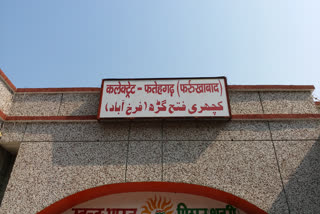 कलेक्ट्रेट - फतेहगढ़ (फर्रुखाबाद)
کچہری فتح گڑھ (فرخ آباد)